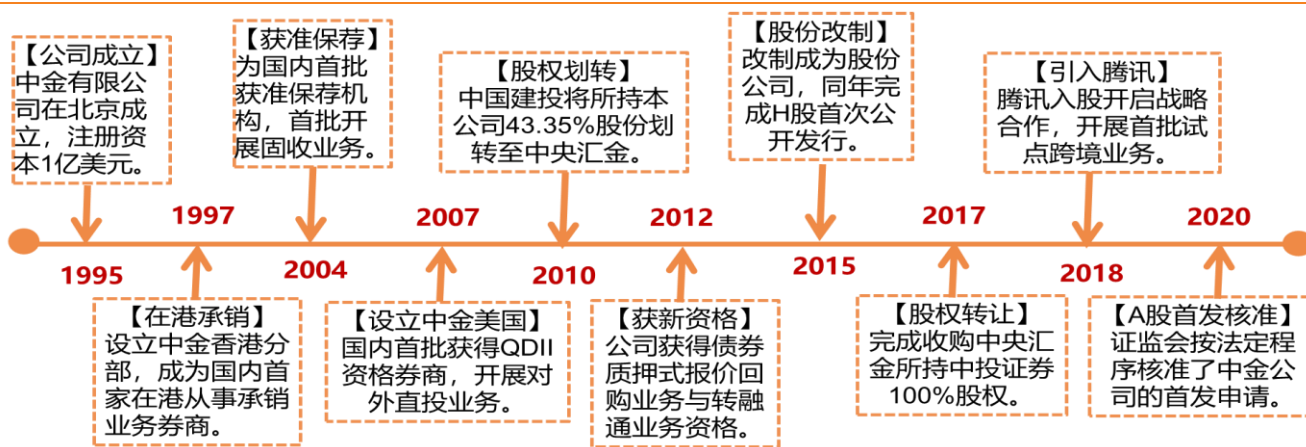 【公司成立】
中金有限公
司在北京成
立，注册资
本1亿美元。
【获准保荐】
为国内首批
获准保荐机
构，首批开
展固收业务。
【股权划转】
中国建投将所持本
公司43.35%股份划
转至中央汇金。
【股份改制】
改制成为股份
公司，同年完
成H股首次公
开发行。
【引入腾讯】
腾讯入股开启战略
合作，开展首批试
点跨境业务。
1997
2007
2012
2017
2020
1995
2004
2010
2015
2018
【在港承销】
设立中金香港分
部，成为国内首
家在港从事承销
业务券商。
【设立中金美国】
国内首批获得QDII
资格券商，开展对
外直投业务。
【获新资格】
公司获得债券
质押式报价回
购业务与转融
通业务资格。
【股权转让】
完成收购中央汇
金所持中投证券
100%股权。
【A股首发核准】
证监会按法定程
序核准了中金公
司的首发申请。